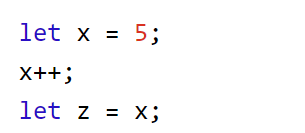 let x = 5;
x++;
let z = x;